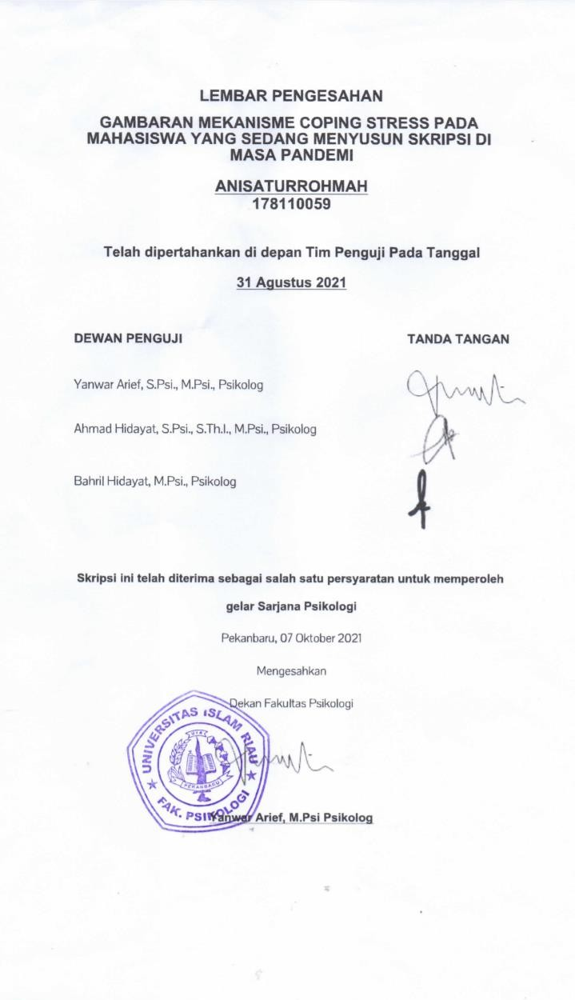 LEMBAR PENGESAHAN
GAMBARAN MEKANISME COPING STRESS PADA
MAHASISWA YANG SEDANG MENYUSUN SKRIPSI DI
MASA PANDEMI
ANISATURROHMAH
178110059
Telah dipertahankan di depan Tim Penguji Pada Tanggal
31 Agustus 2021
DEWAN PENGUJI TANDA TANGAN
Yanwar Arief, S.Psi., M.Psi., Psikolog
Ahmad Hidayat, S.Psi., S.Th.I., M.Psi., Psikolog
Bahril Hidayat, M.Psi., Psikolog
Skripsi ini telah diterima sebagai salah satu persyaratan untuk memperoleh
gelar Sarjana Psikologi
Pekanbaru, 07 Oktober 2021
Mengesahkan
Dekan Fakultas Psikologi
UNIVERSITAS ISLAM RIAU
UIR
PEKANBARU
FAK. PSIKOLOGI
Yanwar Arief, M.Psi Psikolog